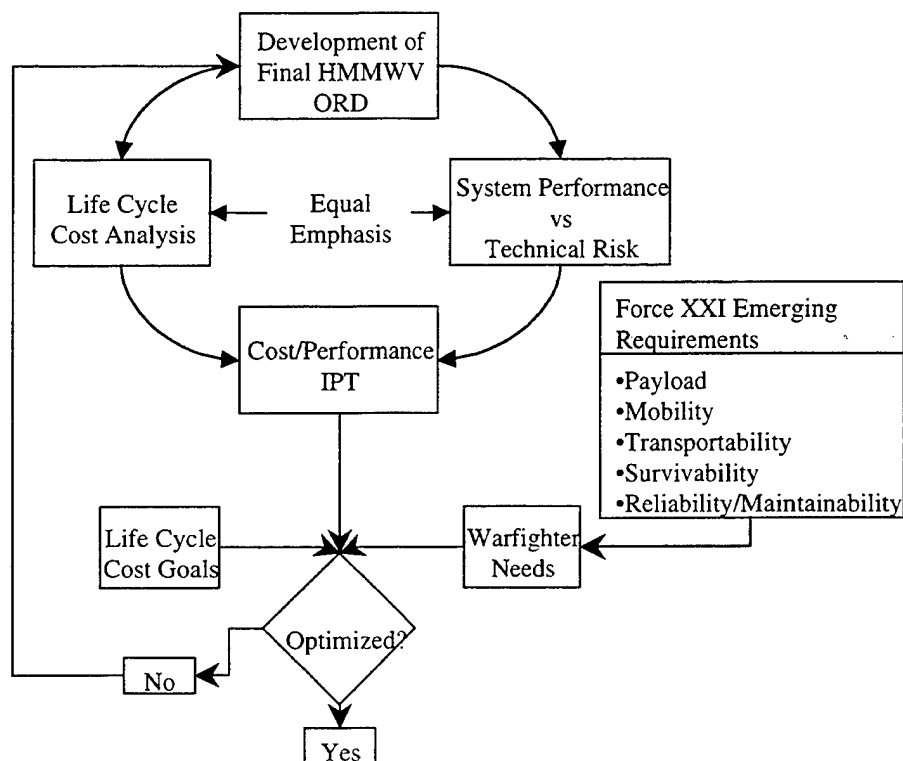 Development of
Final HMMWV
ORD
Life Cycle
Cost Analysis
Equal
Emphasis
System Performance
vs
Technical Risk
Cost/Performance
IPT
Force XXI Emerging
Requirements
•Payload
•Mobility
•Transportability
•Survivability
•Reliability/Maintainability
Life Cycle
Cost Goals
Warfighter
Needs
Optimized?
No
Yes